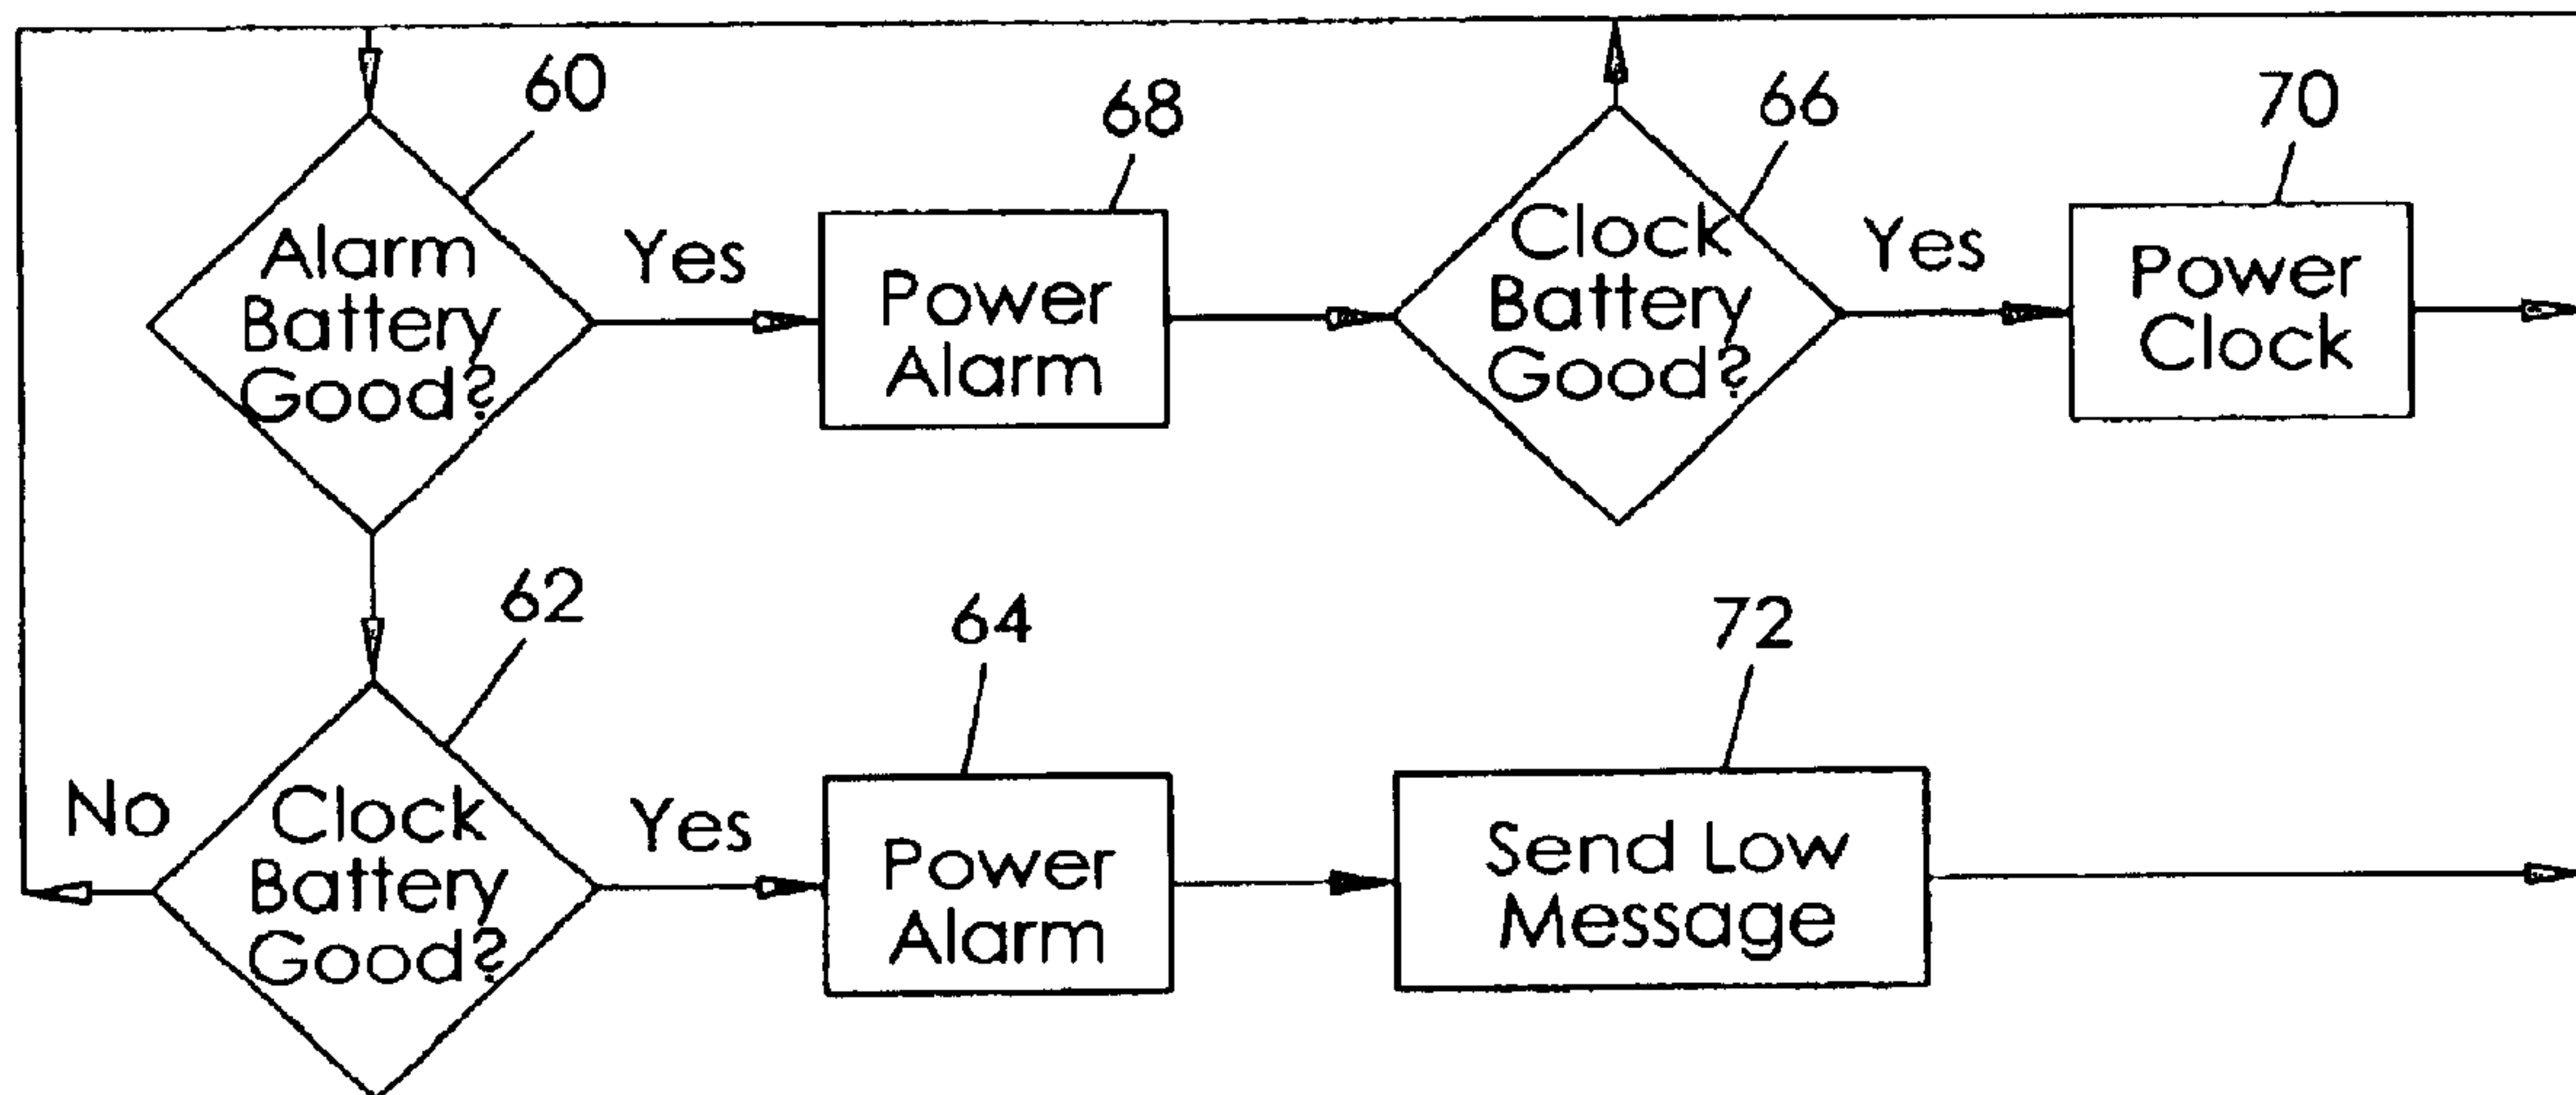 60
68
66
70
Alarm
Battery
Good?
Yes
Power
Alarm
Clock
Battery
Good?
Yes
Power
Clock
62
64
72
No
Clock
Battery
Good?
Yes
Power
Alarm
Send Low
Message